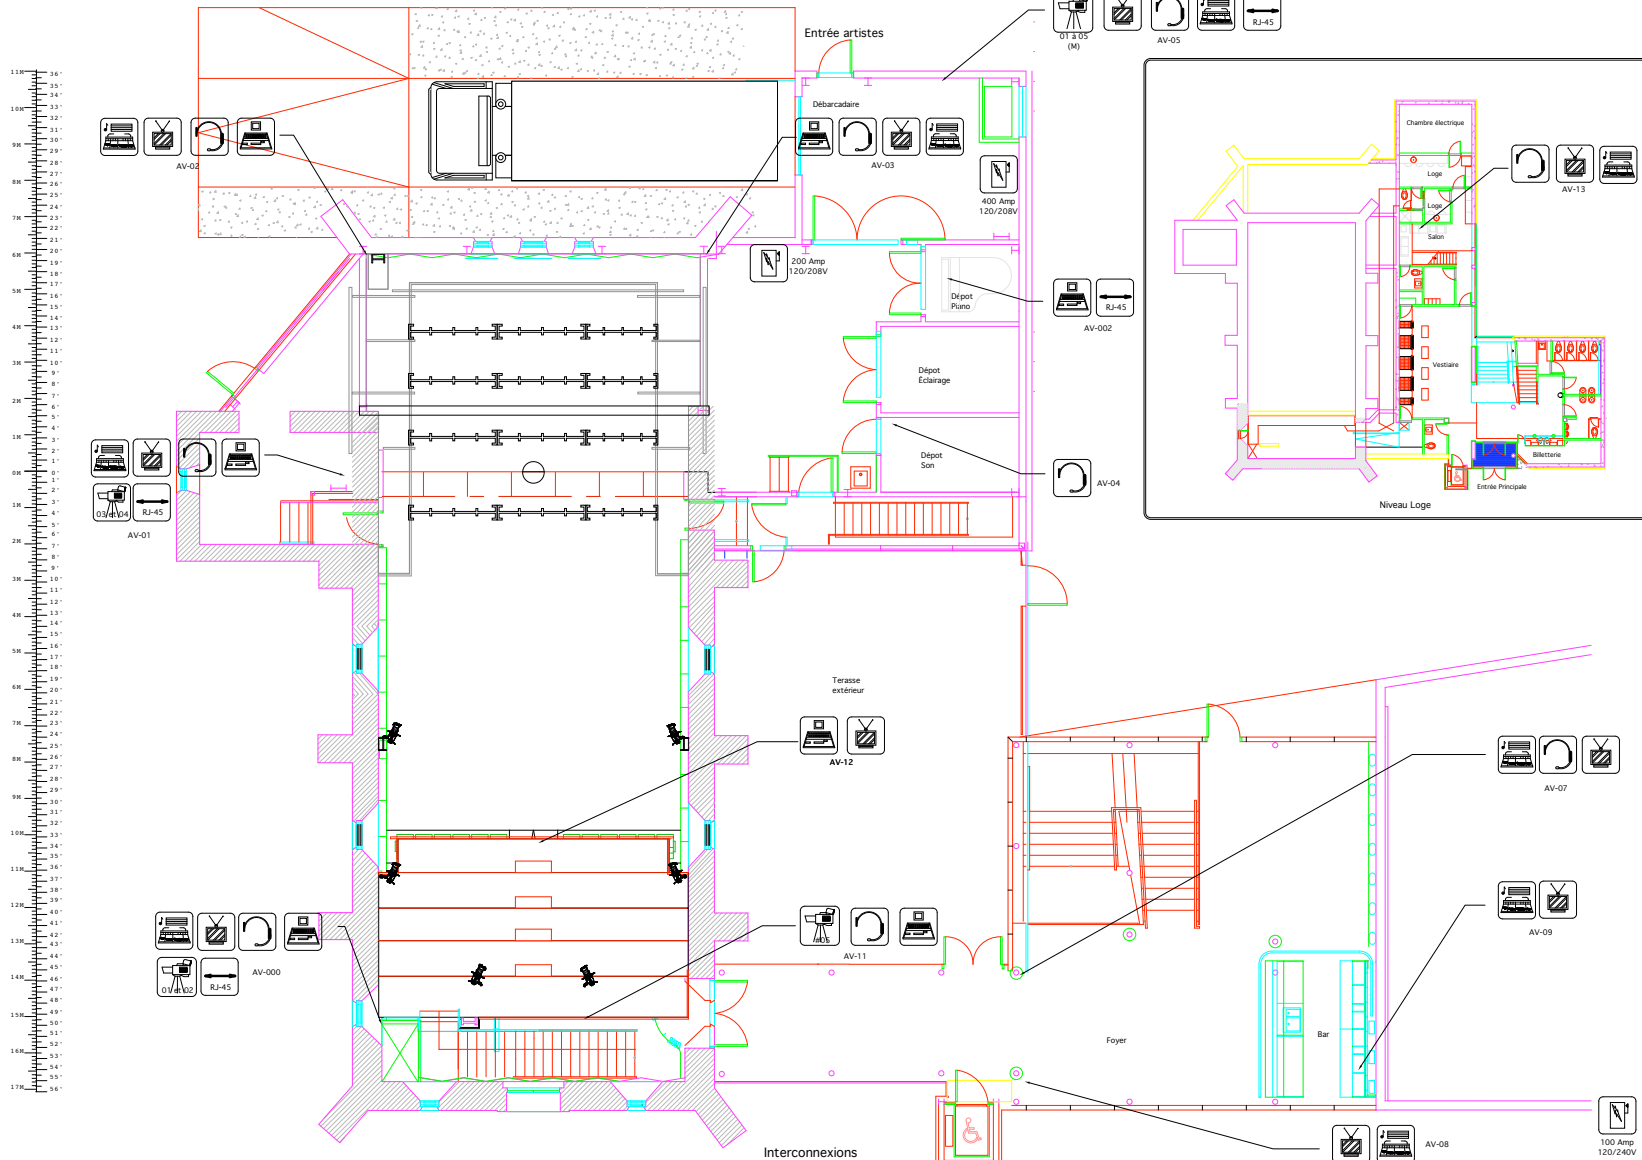 Entrée artistes
01 à 05
(M)
AV-05
RJ-45
Débarcadaire
AV-02
AV-03
400 Amp
120/208V
200 Amp
120/208V
Dépot
Piano
RJ-45
AV-002
Dépot
Éclairage
Dépot
Son
AV-04
03 et 04
RJ-45
AV-01
Chambre électrique
Loge
Loge
Salon
AV-13
Vestiaire
Billetterie
Entrée Principale
Niveau Loge
Terasse
extérieur
AV-12
AV-07
AV-09
#05
AV-11
01 et 02
RJ-45
AV-000
Foyer
Bar
AV-08
100 Amp
120/240V
Interconnexions